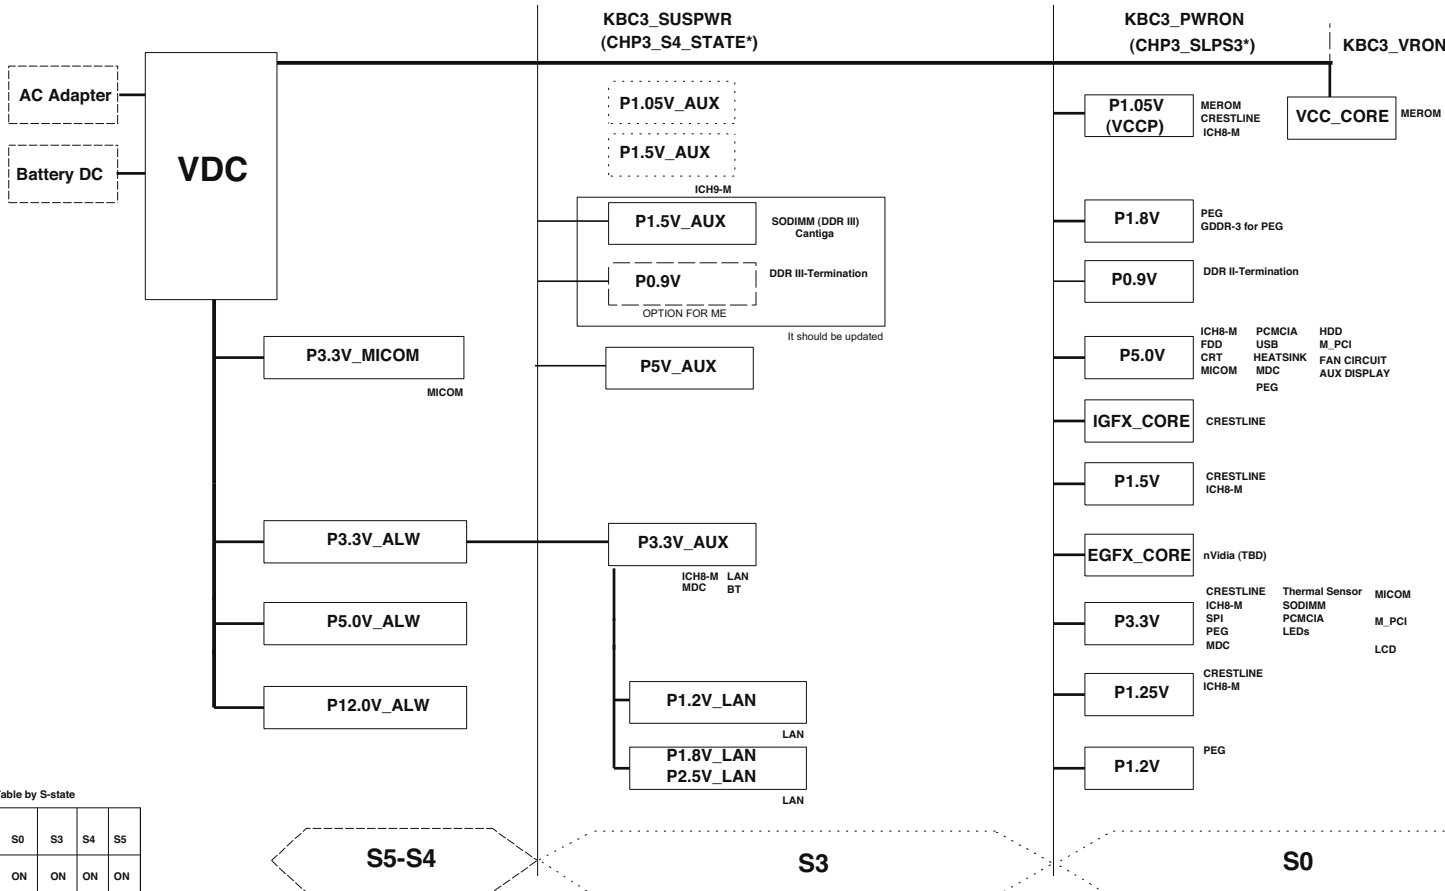 KBC3_SUSPWR
(CHP3_S4_STATE*)
KBC3_PWRON
(CHP3_SLPS3*)
KBC3_VRON
AC Adapter
Battery DC
VDC
P1.05V_AUX
P1.5V_AUX
ICH9-M
P1.5V_AUX
SODIMM (DDR III)
Cantiga
P0.9V
DDR III-Termination
OPTION FOR ME
It should be updated
P5V_AUX
P3.3V_MICOM
MICOM
P3.3V_ALW
P5.0V_ALW
P12.0V_ALW
P3.3V_AUX
ICH8-M LAN
MDC BT
P1.2V_LAN
LAN
P1.8V_LAN
P2.5V_LAN
LAN
P1.05V
(VCCP)
MEROM
CRESTLINE
ICH8-M
VCC_CORE
MEROM
P1.8V
PEG
GDDR-3 for PEG
P0.9V
DDR II-Termination
P5.0V
ICH8-M PCMCIA HDD
FDD USB M_PCI
CRT HEATSINK FAN CIRCUIT
MICOM MDC AUX DISPLAY
PEG
IGFX_CORE
CRESTLINE
P1.5V
CRESTLINE
ICH8-M
EGFX_CORE
nVidia (TBD)
P3.3V
CRESTLINE Thermal Sensor MICOM
ICH8-M SODIMM
SPI PCMCIA M_PCI
PEG LEDs
MDC LCD
P1.25V
CRESTLINE
ICH8-M
P1.2V
PEG
Table by S-state
S0 S3 S4 S5
ON ON ON ON
S5-S4
S3
S0